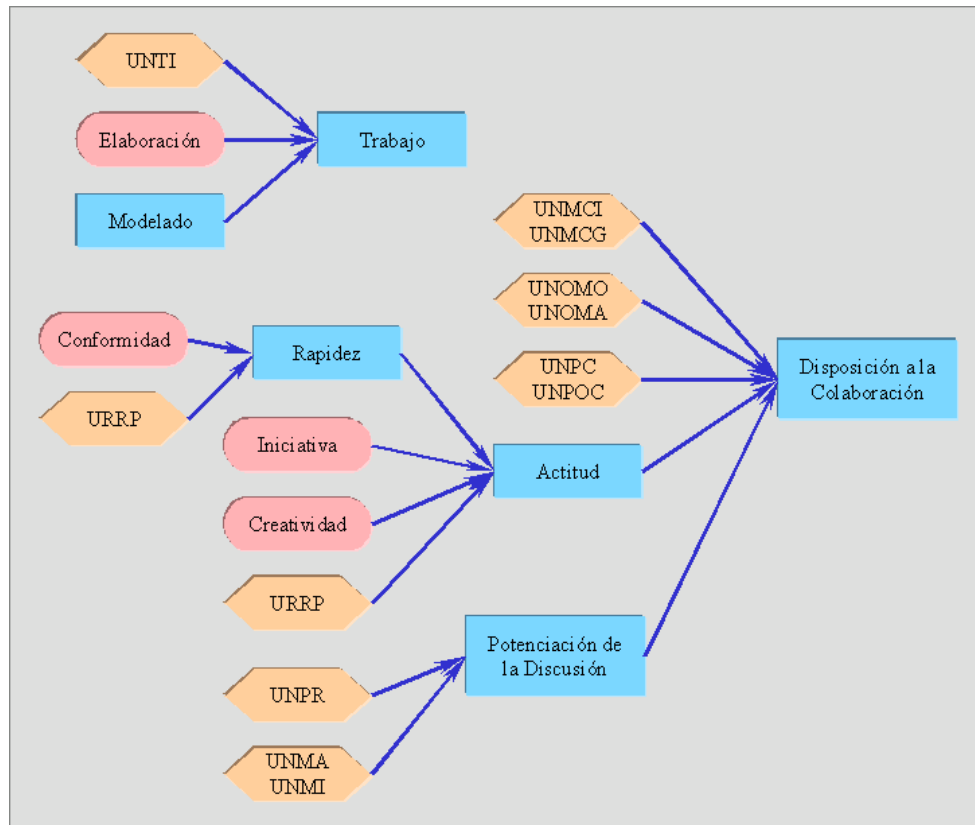 UNTI
Elaboración
Trabajo
Modelado
UNMCI
UNMCG
UNOMO
UNOMA
Conformidad
Rapidez
UNPC
UNPOC
Disposición a la
Colaboración
URRP
Iniciativa
Actitud
Creatividad
URRP
Potenciación de
la Discusión
UNPR
UNMA
UNMI